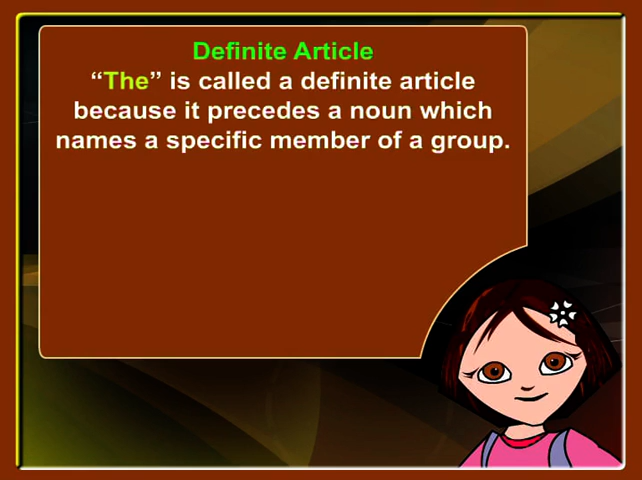 Definite Article
“The” is called a definite article
because it precedes a noun which
names a specific member of a group.